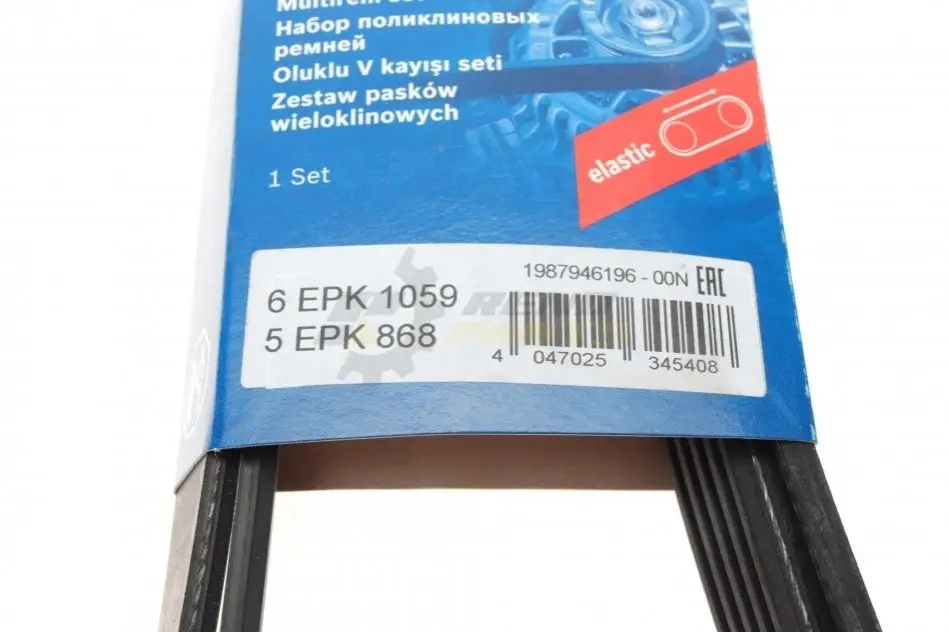 Набор поликлиновых
ремней
Oluklu V kayışı seti
Zestaw pasków
wieloklinowych
1 Set
elastic
1987946196 - 00N EAC
6 EPK 1059
5 EPK 868
4 047025 345408